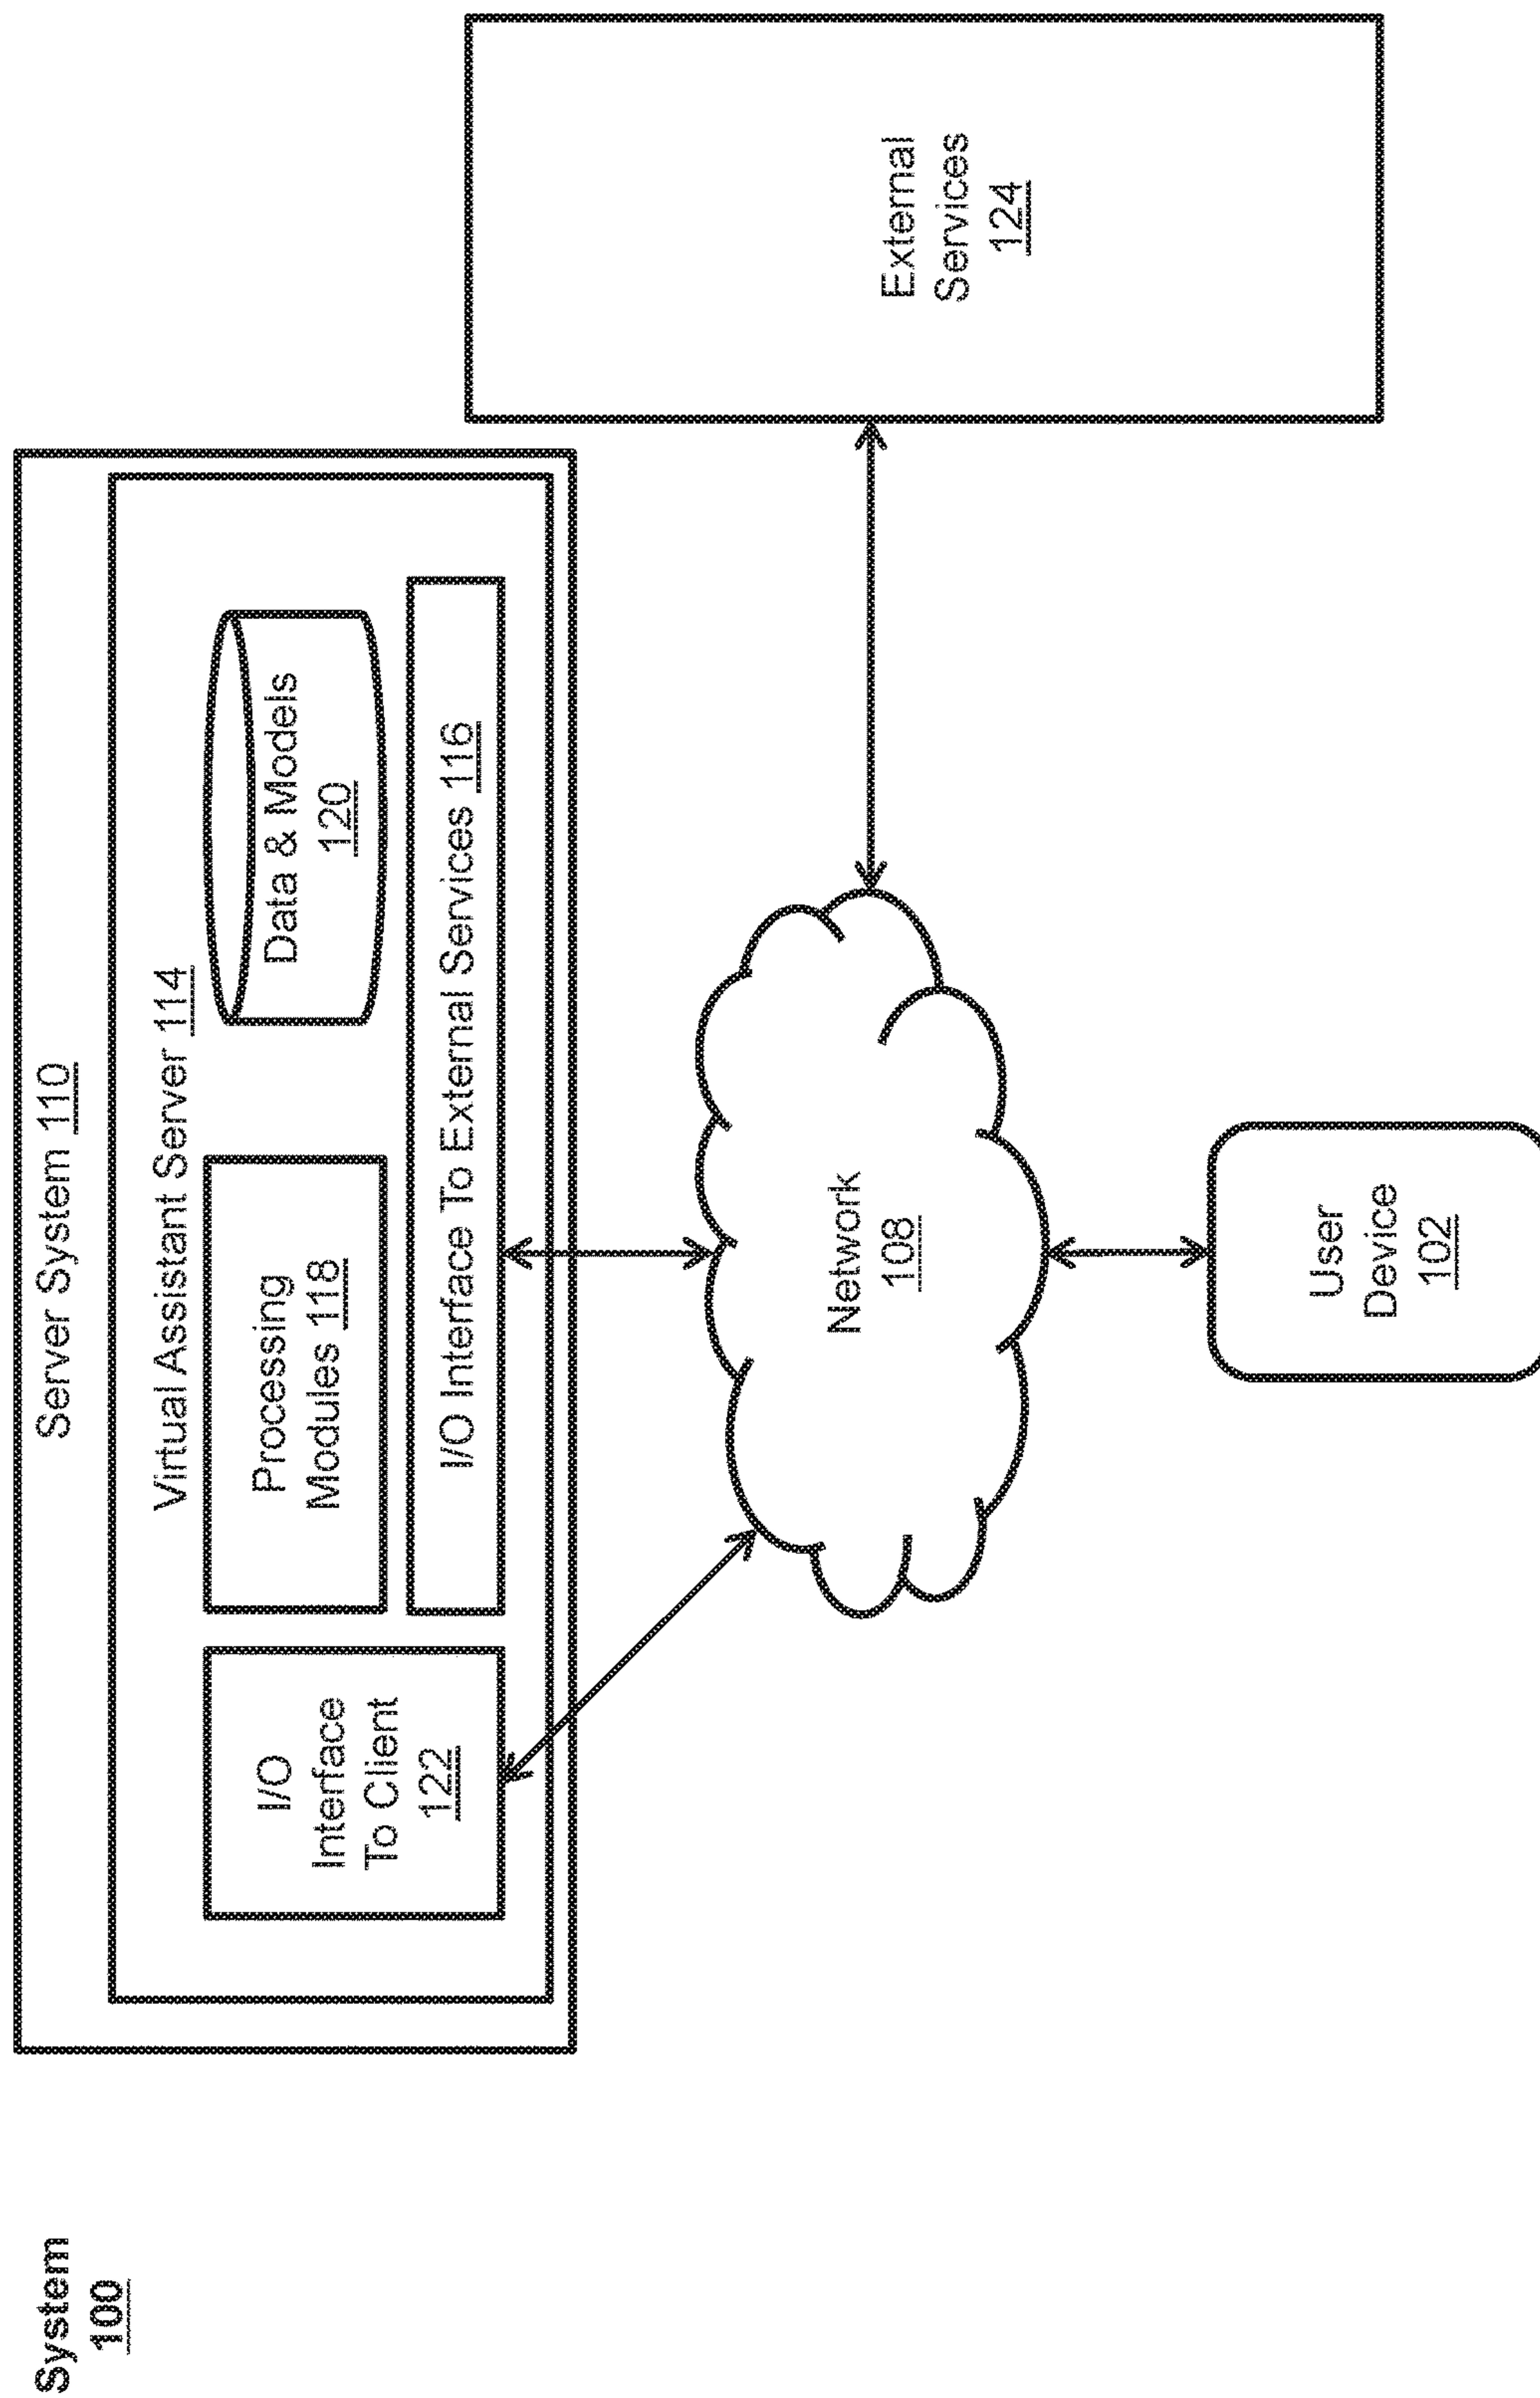 System
100
Server System 110
Virtual Assistant Server 114
I/O
Interface
To Client
122
Processing
Modules 118
Data & Models
120
I/O Interface To External Services 116
Network
108
External
Services
124
User
Device
102